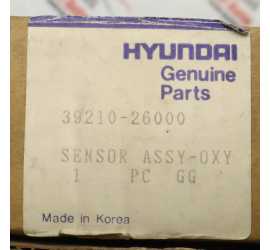 HYUNDAI
Genuine
Parts
39210-26000
SENSOR ASSY-OXY
1 PC GG
Made in Korea